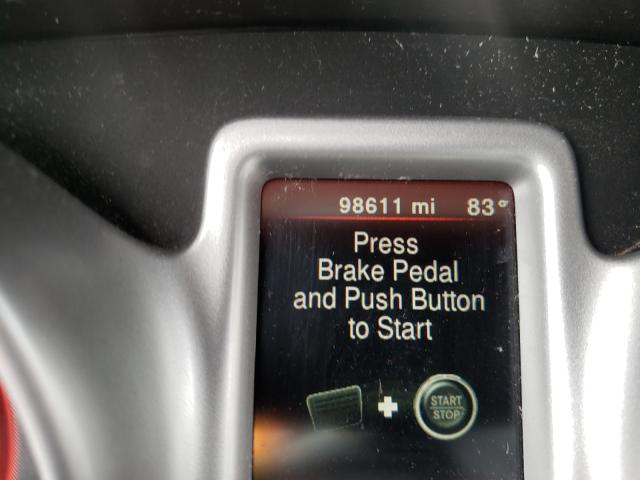 98611 mi 83°F
Press
Brake Pedal
and Push Button
to Start
START
STOP